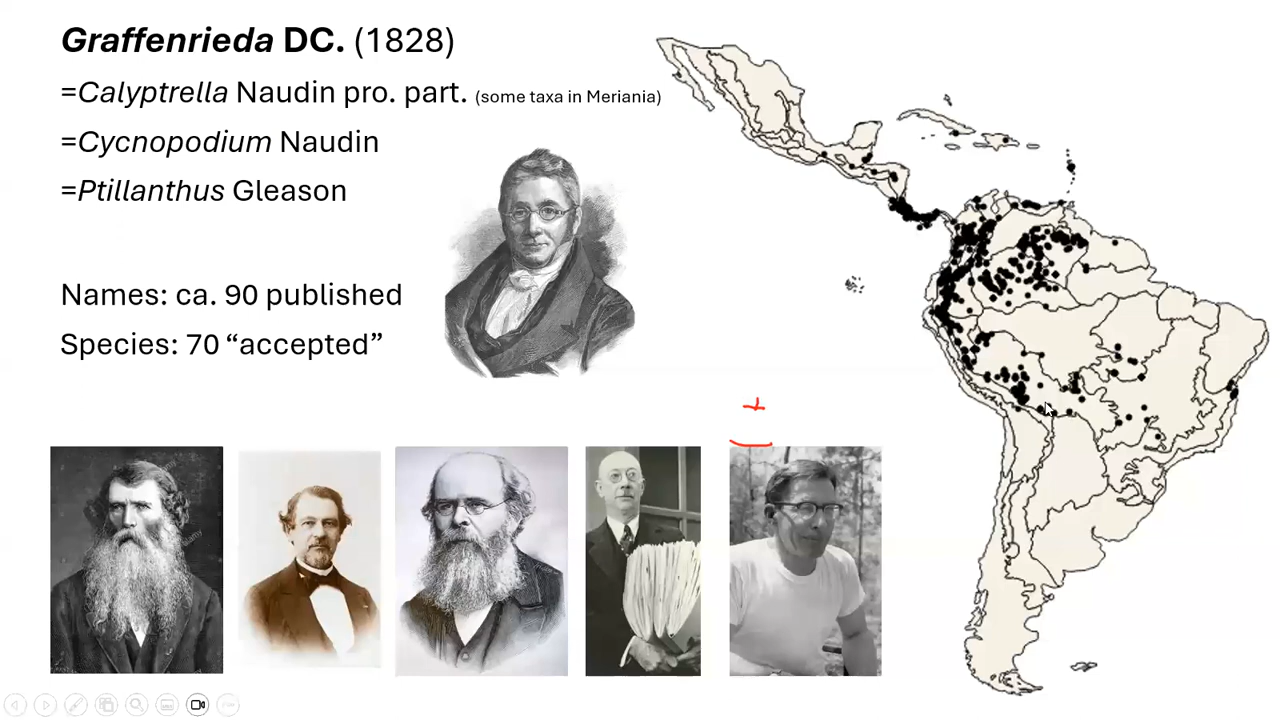 Graffenrieda DC. (1828)
=Calyptrella Naudin pro. part. (some taxa in Meriania)
=Cycnopodium Naudin
=Ptillanthus Gleason
Names: ca. 90 published
Species: 70 “accepted”